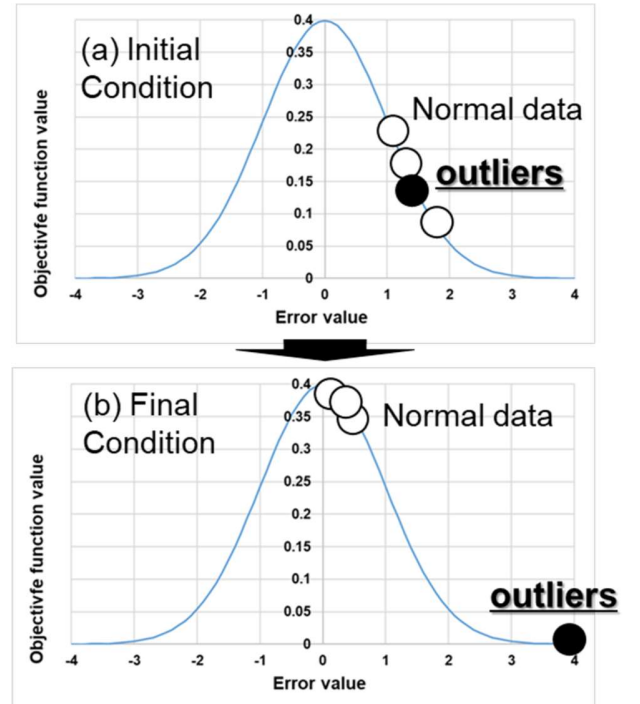 (a) Initial
Condition
Normal data
outliers
Objectivfe function value
0.4
0.35
0.3
0.25
0.2
0.15
0.1
0.05
0
-4 -3 -2 -1 0 1 2 3 4
Error value
(b) Final
Condition
Normal data
outliers
Objectivfe function value
0.4
0.35
0.3
0.25
0.2
0.15
0.1
0.05
0
-4 -3 -2 -1 0 1 2 3 4
Error value